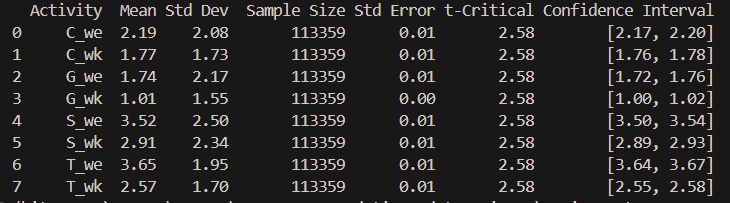 Activity Mean Std Dev Sample Size Std Error t-Critical Confidence Interval
0 C_we 2.19 2.08 113359 0.01 2.58 [2.17, 2.20]
1 C_wk 1.77 1.73 113359 0.01 2.58 [1.76, 1.78]
2 G_we 1.74 2.17 113359 0.01 2.58 [1.72, 1.76]
3 G_wk 1.01 1.55 113359 0.00 2.58 [1.00, 1.02]
4 S_we 3.52 2.50 113359 0.01 2.58 [3.50, 3.54]
5 S_wk 2.91 2.34 113359 0.01 2.58 [2.89, 2.93]
6 T_we 3.65 1.95 113359 0.01 2.58 [3.64, 3.67]
7 T_wk 2.57 1.70 113359 0.01 2.58 [2.55, 2.58]